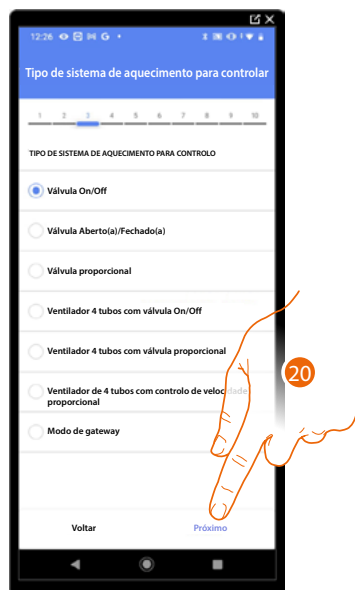 12:26
Tipo de sistema de aquecimento para controlar
1 2 3 4 5 6 7 8 9 10
TIPO DE SISTEMA DE AQUECIMENTO PARA CONTROLO
Válvula On/Off
Válvula Aberto(a)/Fechado(a)
Válvula proporcional
Ventilador 4 tubos com válvula On/Off
Ventilador 4 tubos com válvula proporcional
Ventilador de 4 tubos com controlo de velocidade
proporcional
Modo de gateway
20
Voltar Próximo